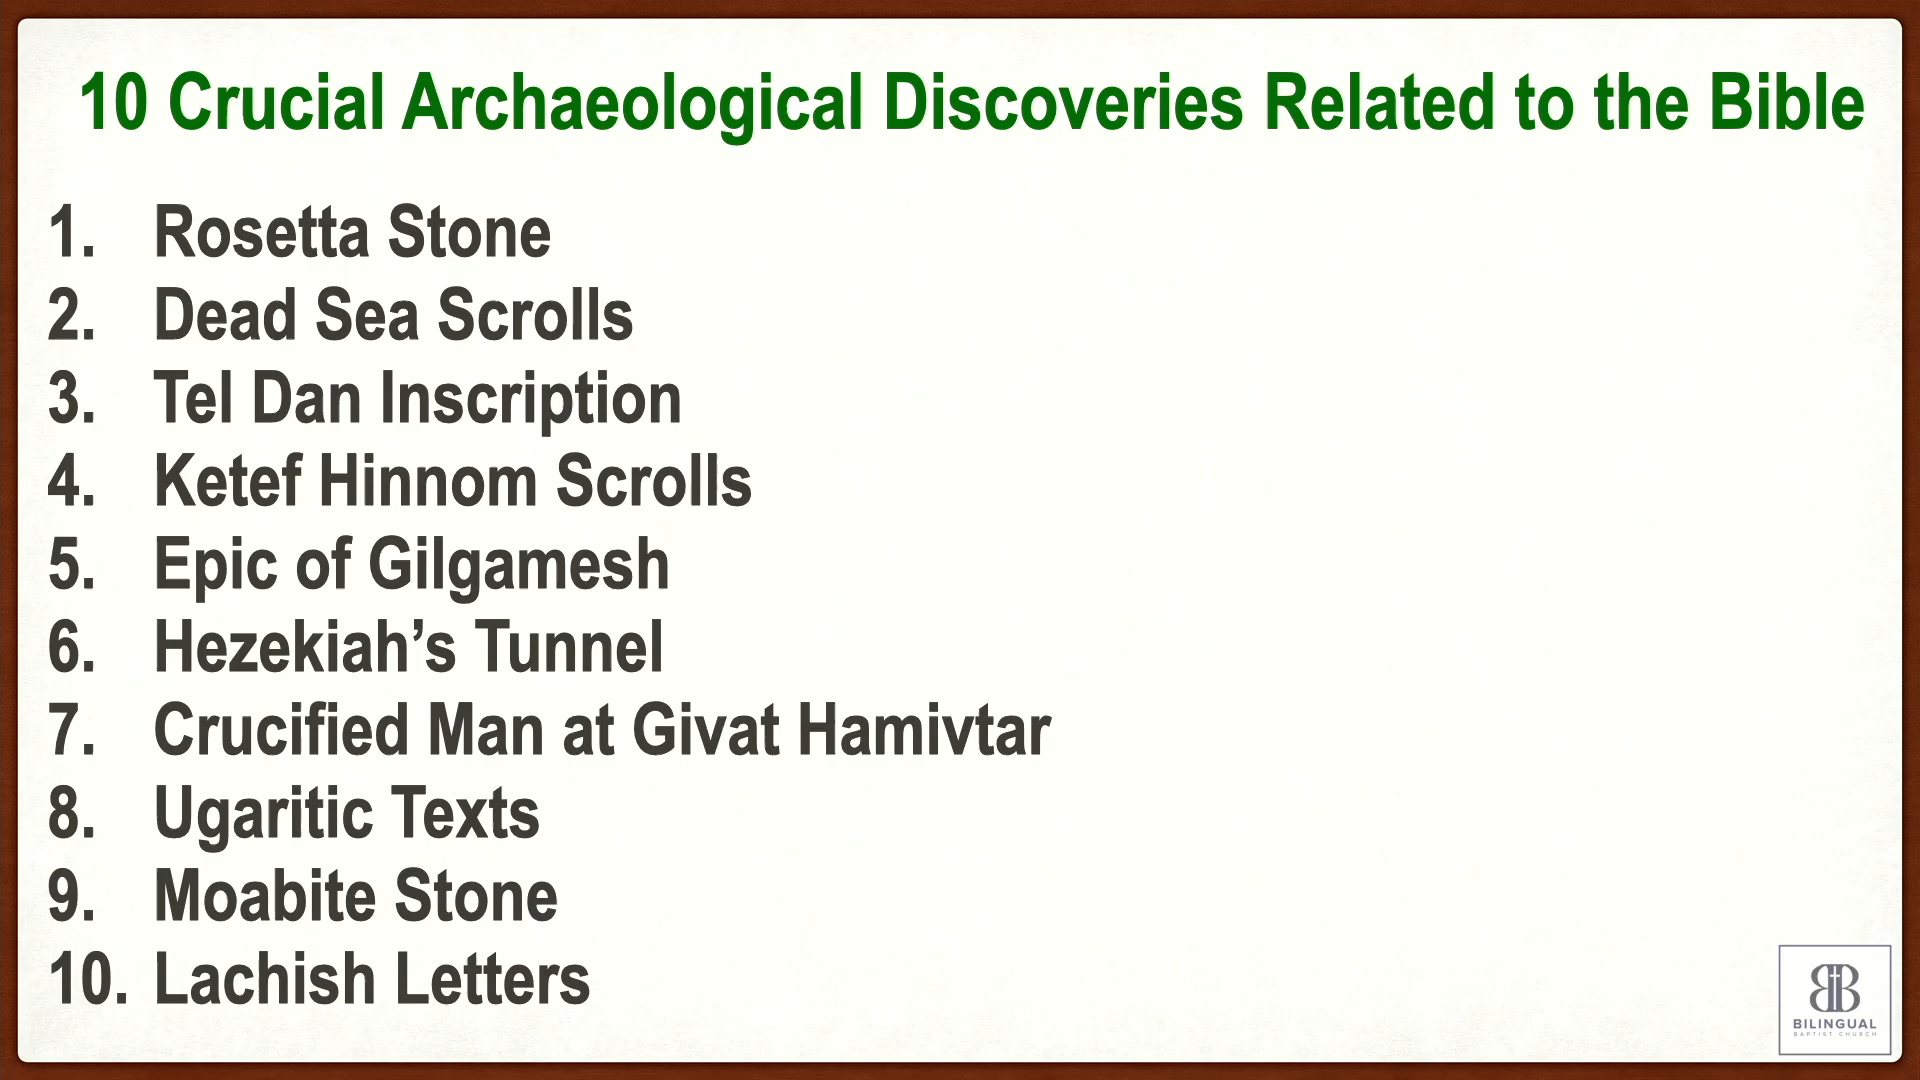 10 Crucial Archaeological Discoveries Related to the Bible
1. Rosetta Stone
2. Dead Sea Scrolls
3. Tel Dan Inscription
4. Ketef Hinnom Scrolls
5. Epic of Gilgamesh
6. Hezekiah’s Tunnel
7. Crucified Man at Givat Hamivtar
8. Ugaritic Texts
9. Moabite Stone
10. Lachish Letters
BILINGUAL
BAPTIST CHURCH